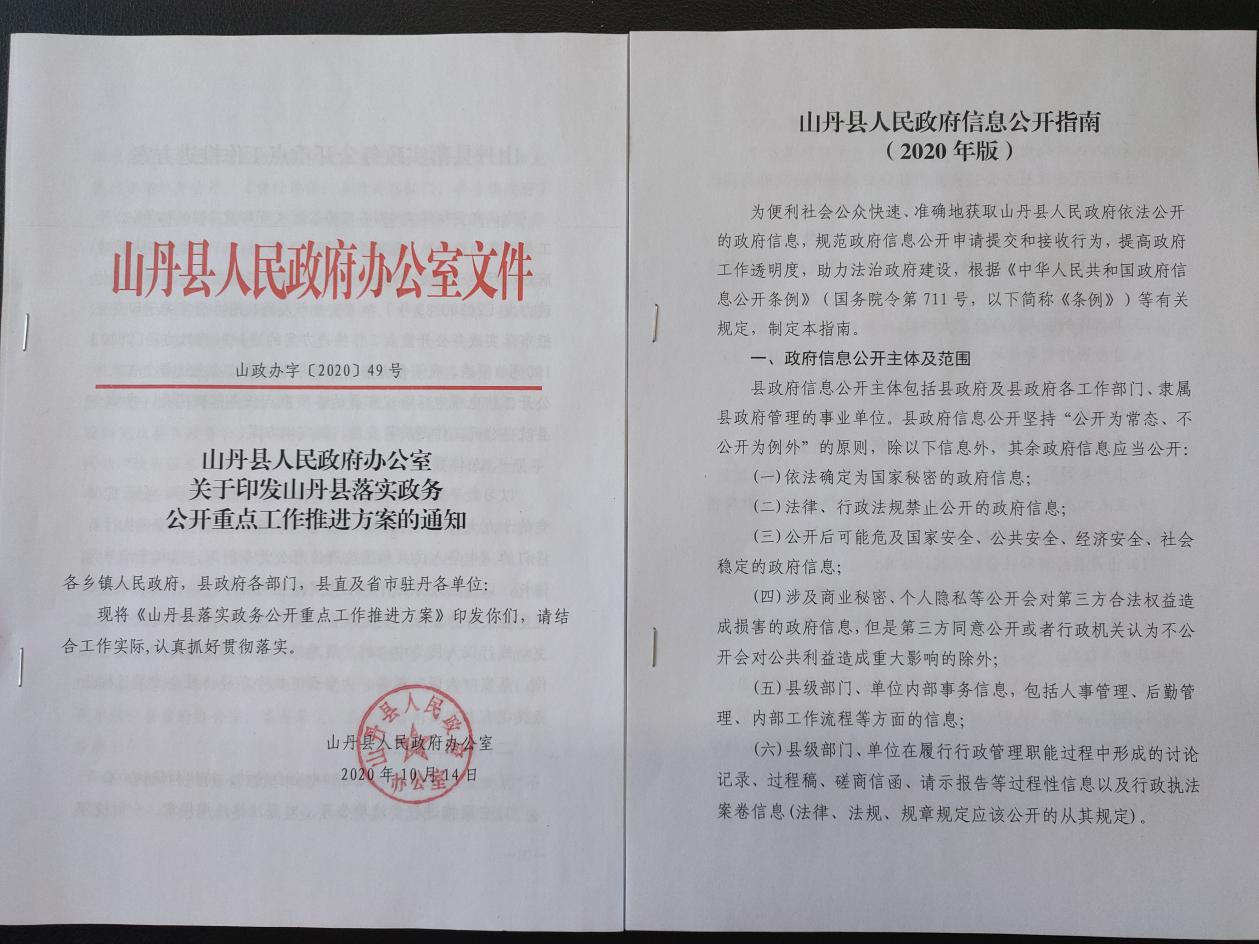 山丹县人民政府办公室文件
山政办字〔2020〕49号
山丹县人民政府办公室
关于印发山丹县落实政务
公开重点工作推进方案的通知
各乡镇人民政府，县政府各部门，县直及省市驻丹各单位：
现将《山丹县落实政务公开重点工作推进方案》印发你们，请结
合工作实际，认真抓好贯彻落实。
山丹县人民政府办公室
2020年10月14日
山丹县人民政府
办公室
山丹县人民政府信息公开指南
（2020年版）
为便利社会公众快速、准确地获取山丹县人民政府依法公开
的政府信息，规范政府信息公开申请提交和接收行为，提高政府
工作透明度，助力法治政府建设，根据《中华人民共和国政府信
息公开条例》（国务院令第711号，以下简称《条例》）等有关
规定，制定本指南。
一、政府信息公开主体及范围
县政府信息公开主体包括县政府及县政府各工作部门、隶属
县政府管理的事业单位。县政府信息公开坚持“公开为常态、不
公开为例外”的原则，除以下信息外，其余政府信息应当公开：
(一)依法确定为国家秘密的政府信息；
(二)法律、行政法规禁止公开的政府信息；
(三)公开后可能危及国家安全、公共安全、经济安全、社会
稳定的政府信息；
(四)涉及商业秘密、个人隐私等公开会对第三方合法权益造
成损害的政府信息，但是第三方同意公开或者行政机关认为不公
开会对公共利益造成重大影响的除外；
(五)县级部门、单位内部事务信息，包括人事管理、后勤管
理、内部工作流程等方面的信息；
(六)县级部门、单位在履行行政管理职能过程中形成的讨论
记录、过程稿、磋商信函、请示报告等过程性信息以及行政执法
案卷信息(法律、法规、规章规定应该公开的从其规定)。